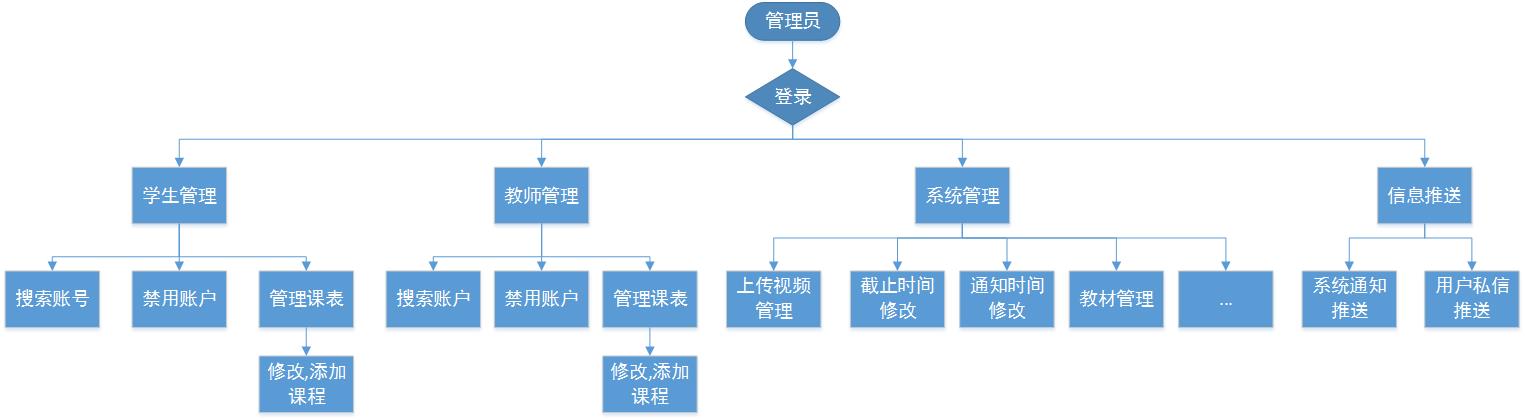 管理员
登录
学生管理
教师管理
系统管理
信息推送
搜索账号
禁用账户
管理课表
搜索账户
禁用账户
管理课表
上传视频
管理
截止时间
修改
通知时间
修改
教材管理
...
系统通知
推送
用户私信
推送
修改,添加
课程
修改,添加
课程